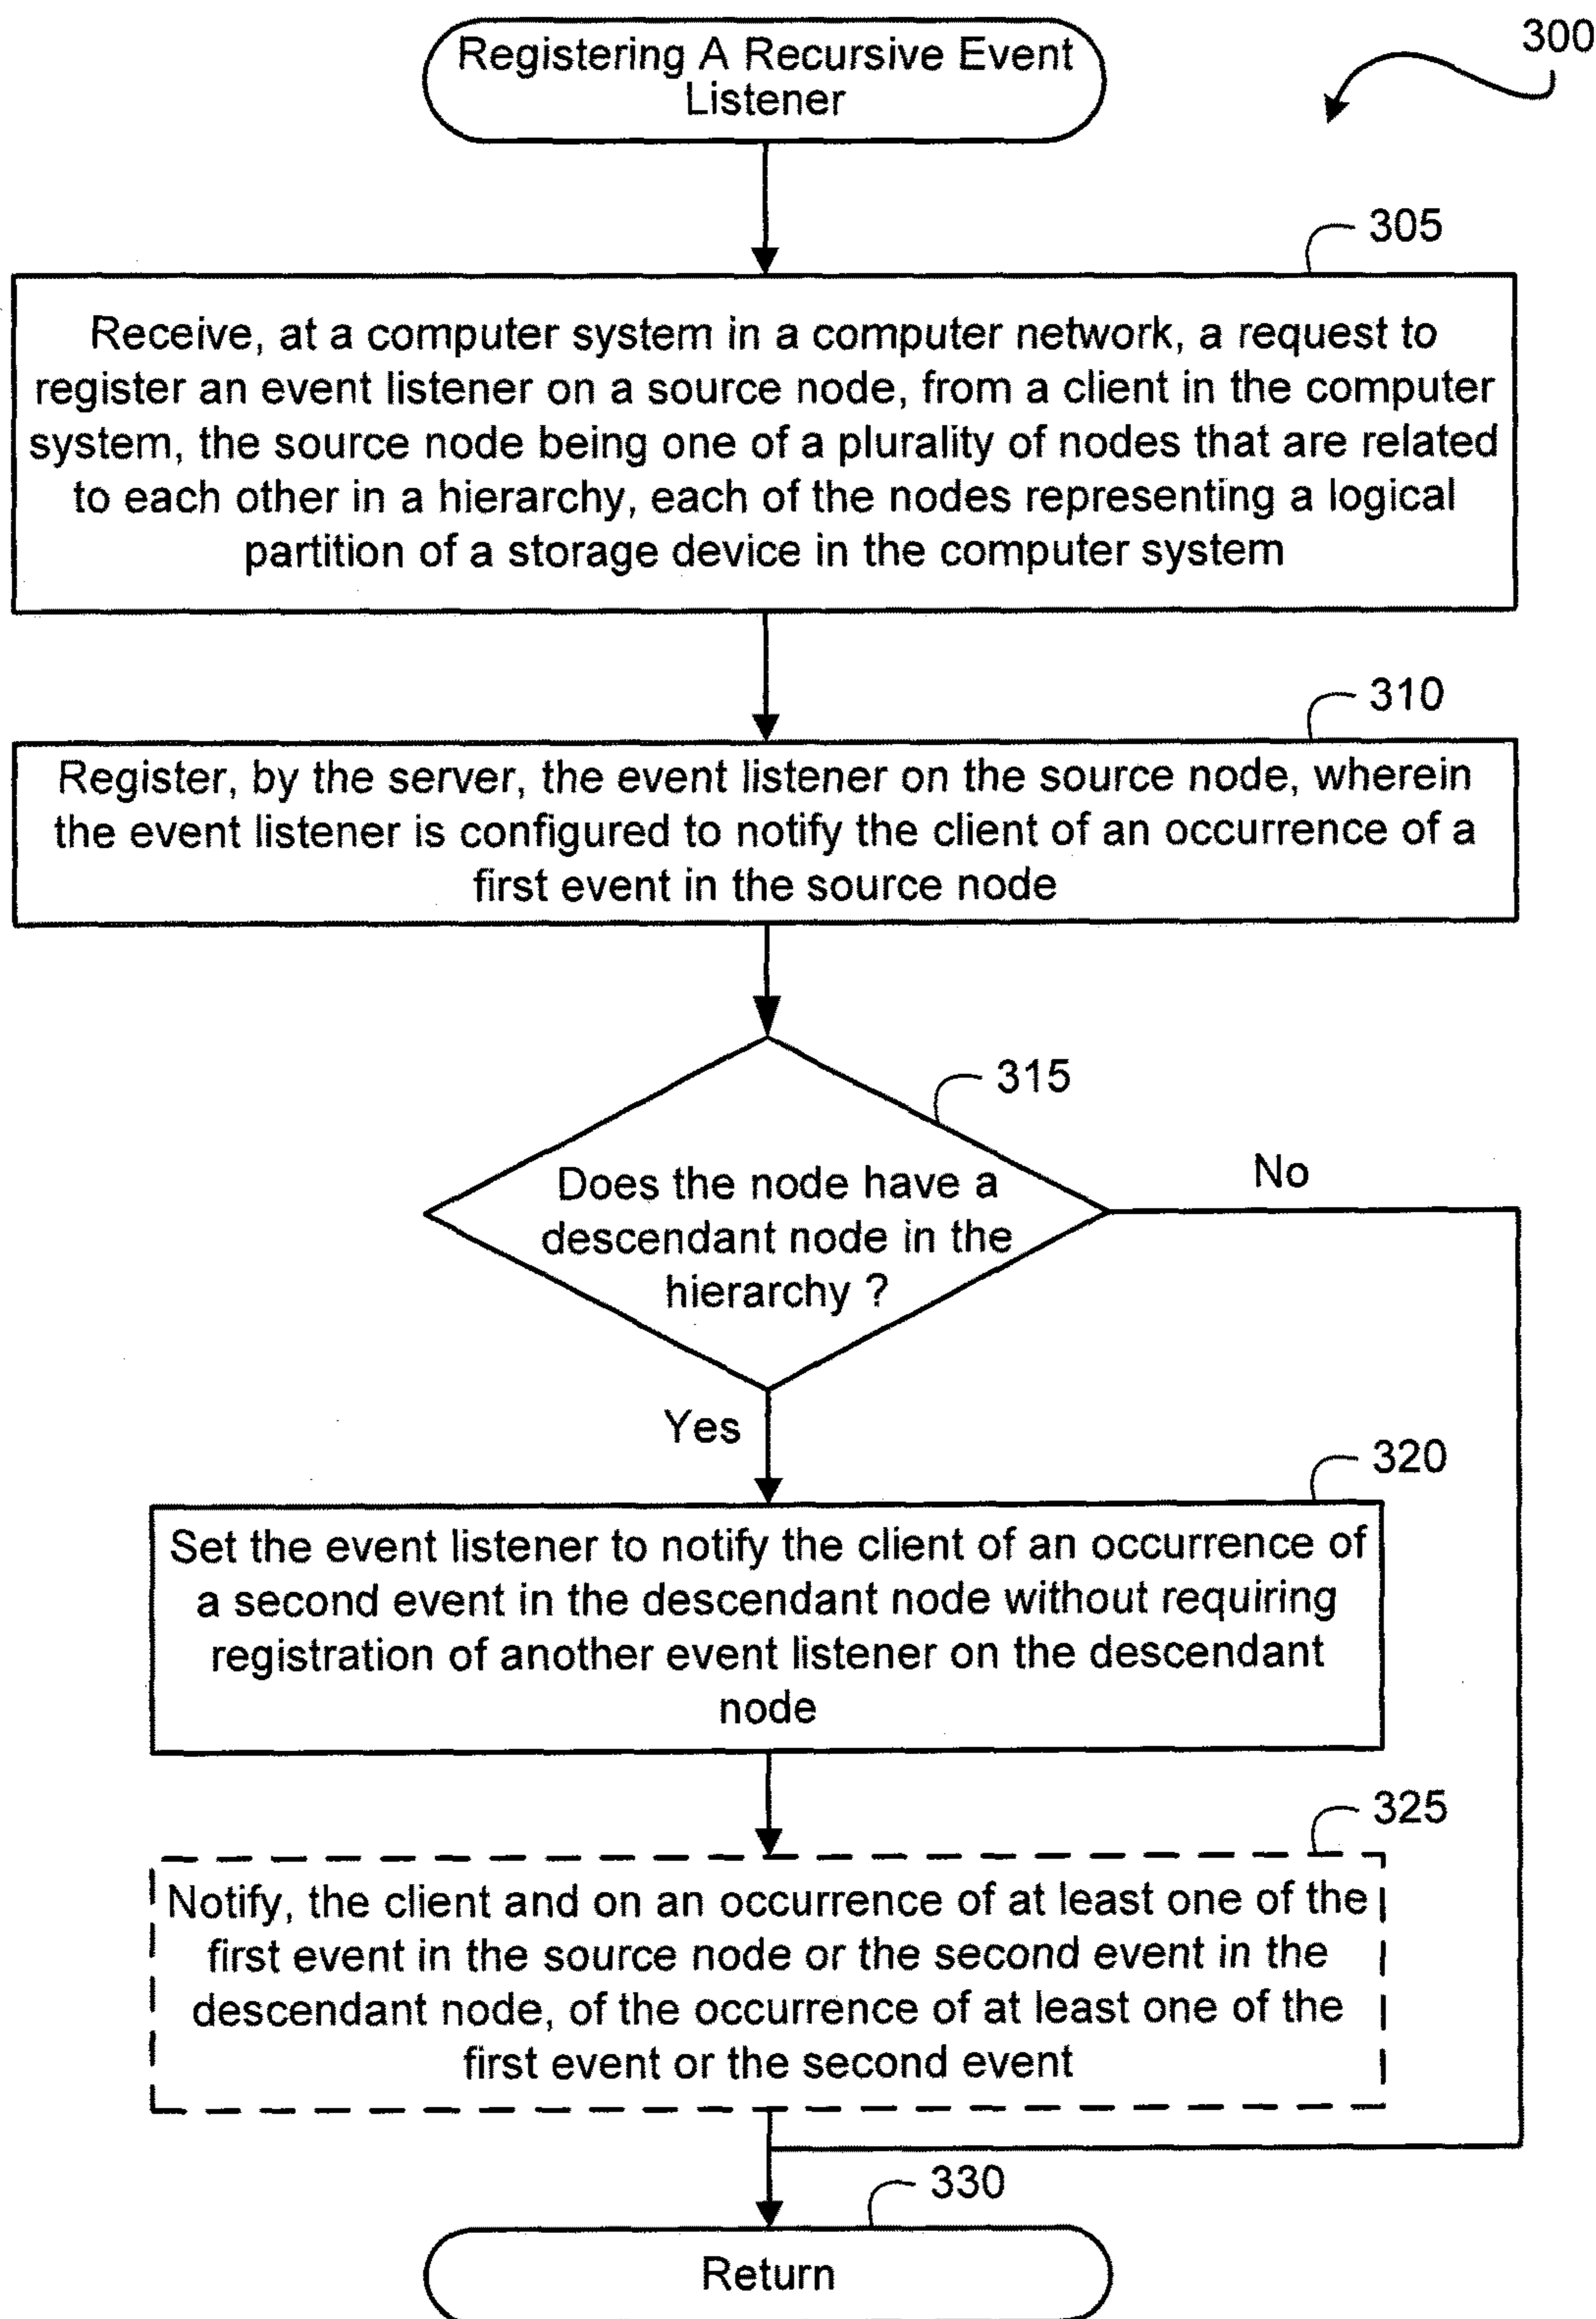 Registering A Recursive Event
Listener
300
305
Receive, at a computer system in a computer network, a request to
register an event listener on a source node, from a client in the computer
system, the source node being one of a plurality of nodes that are related
to each other in a hierarchy, each of the nodes representing a logical
partition of a storage device in the computer system
310
Register, by the server, the event listener on the source node, wherein
the event listener is configured to notify the client of an occurrence of a
first event in the source node
315
Does the node have a
descendant node in the
hierarchy ?
No
Yes
320
Set the event listener to notify the client of an occurrence of
a second event in the descendant node without requiring
registration of another event listener on the descendant
node
325
Notify, the client and on an occurrence of at least one of the
first event in the source node or the second event in the
descendant node, of the occurrence of at least one of the
first event or the second event
330
Return